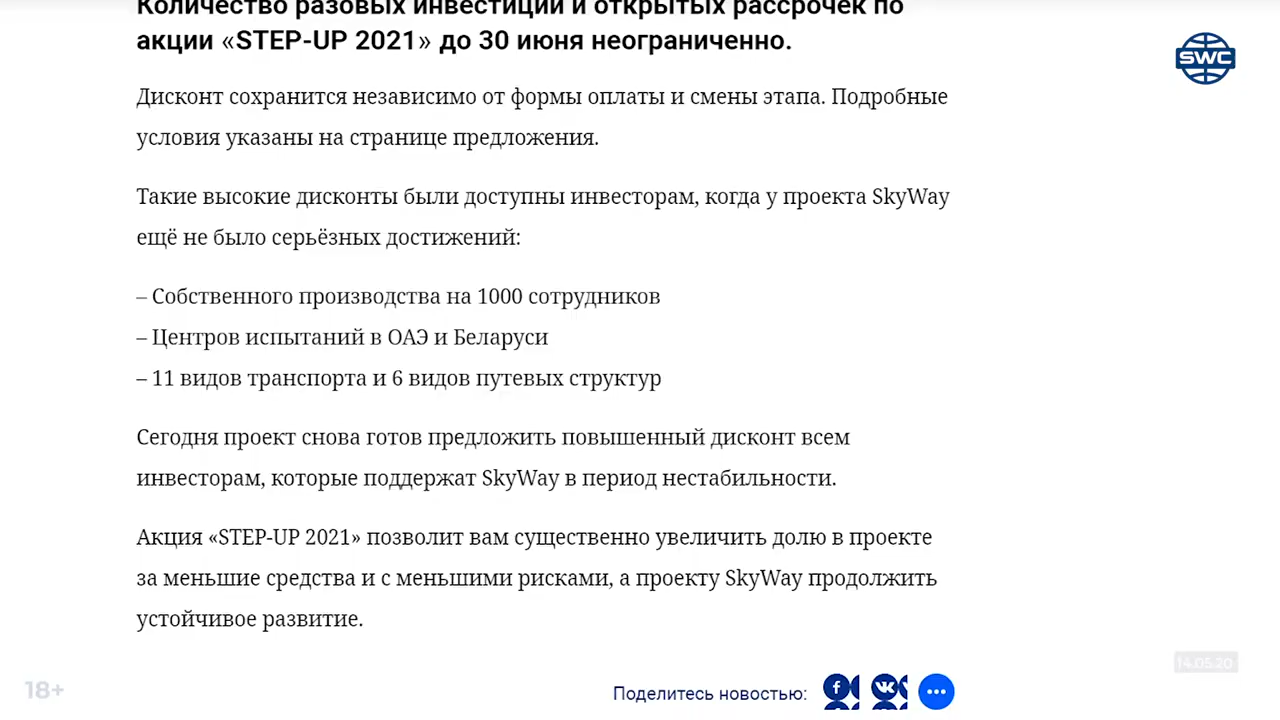 Количество разовых инвестиций и открытых рассрочек по
акции «STEP-UP 2021» до 30 июня неограниченно.
SWC
Дисконт сохранится независимо от формы оплаты и смены этапа. Подробные
условия указаны на странице предложения.
Такие высокие дисконты были доступны инвесторам, когда у проекта SkyWay
ещё не было серьёзных достижений:
– Собственного производства на 1000 сотрудников
– Центров испытаний в ОАЭ и Беларуси
– 11 видов транспорта и 6 видов путевых структур
Сегодня проект снова готов предложить повышенный дисконт всем
инвесторам, которые поддержат SkyWay в период нестабильности.
Акция «STEP-UP 2021» позволит вам существенно увеличить долю в проекте
за меньшие средства и с меньшими рисками, а проекту SkyWay продолжить
устойчивое развитие.
14.05.20
18+
Поделитесь новостью: